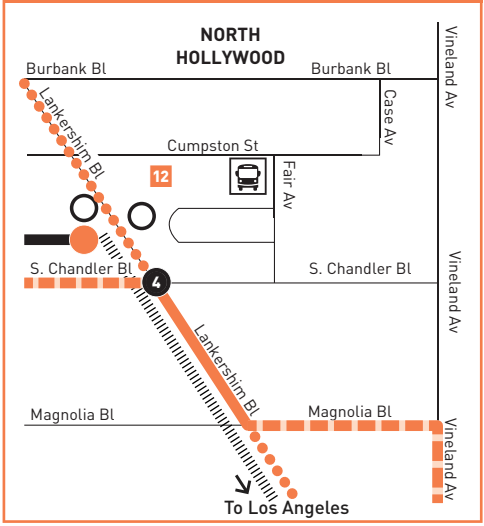 NORTH
HOLLYWOOD
Vineland Av
Burbank Bl
Burbank Bl
Lankershim Bl
Case Av
Cumpston St
12
Fair Av
S. Chandler Bl
S. Chandler Bl
4
Vineland Av
Lankershim Bl
Magnolia Bl
Magnolia Bl
Vineland Av
To Los Angeles